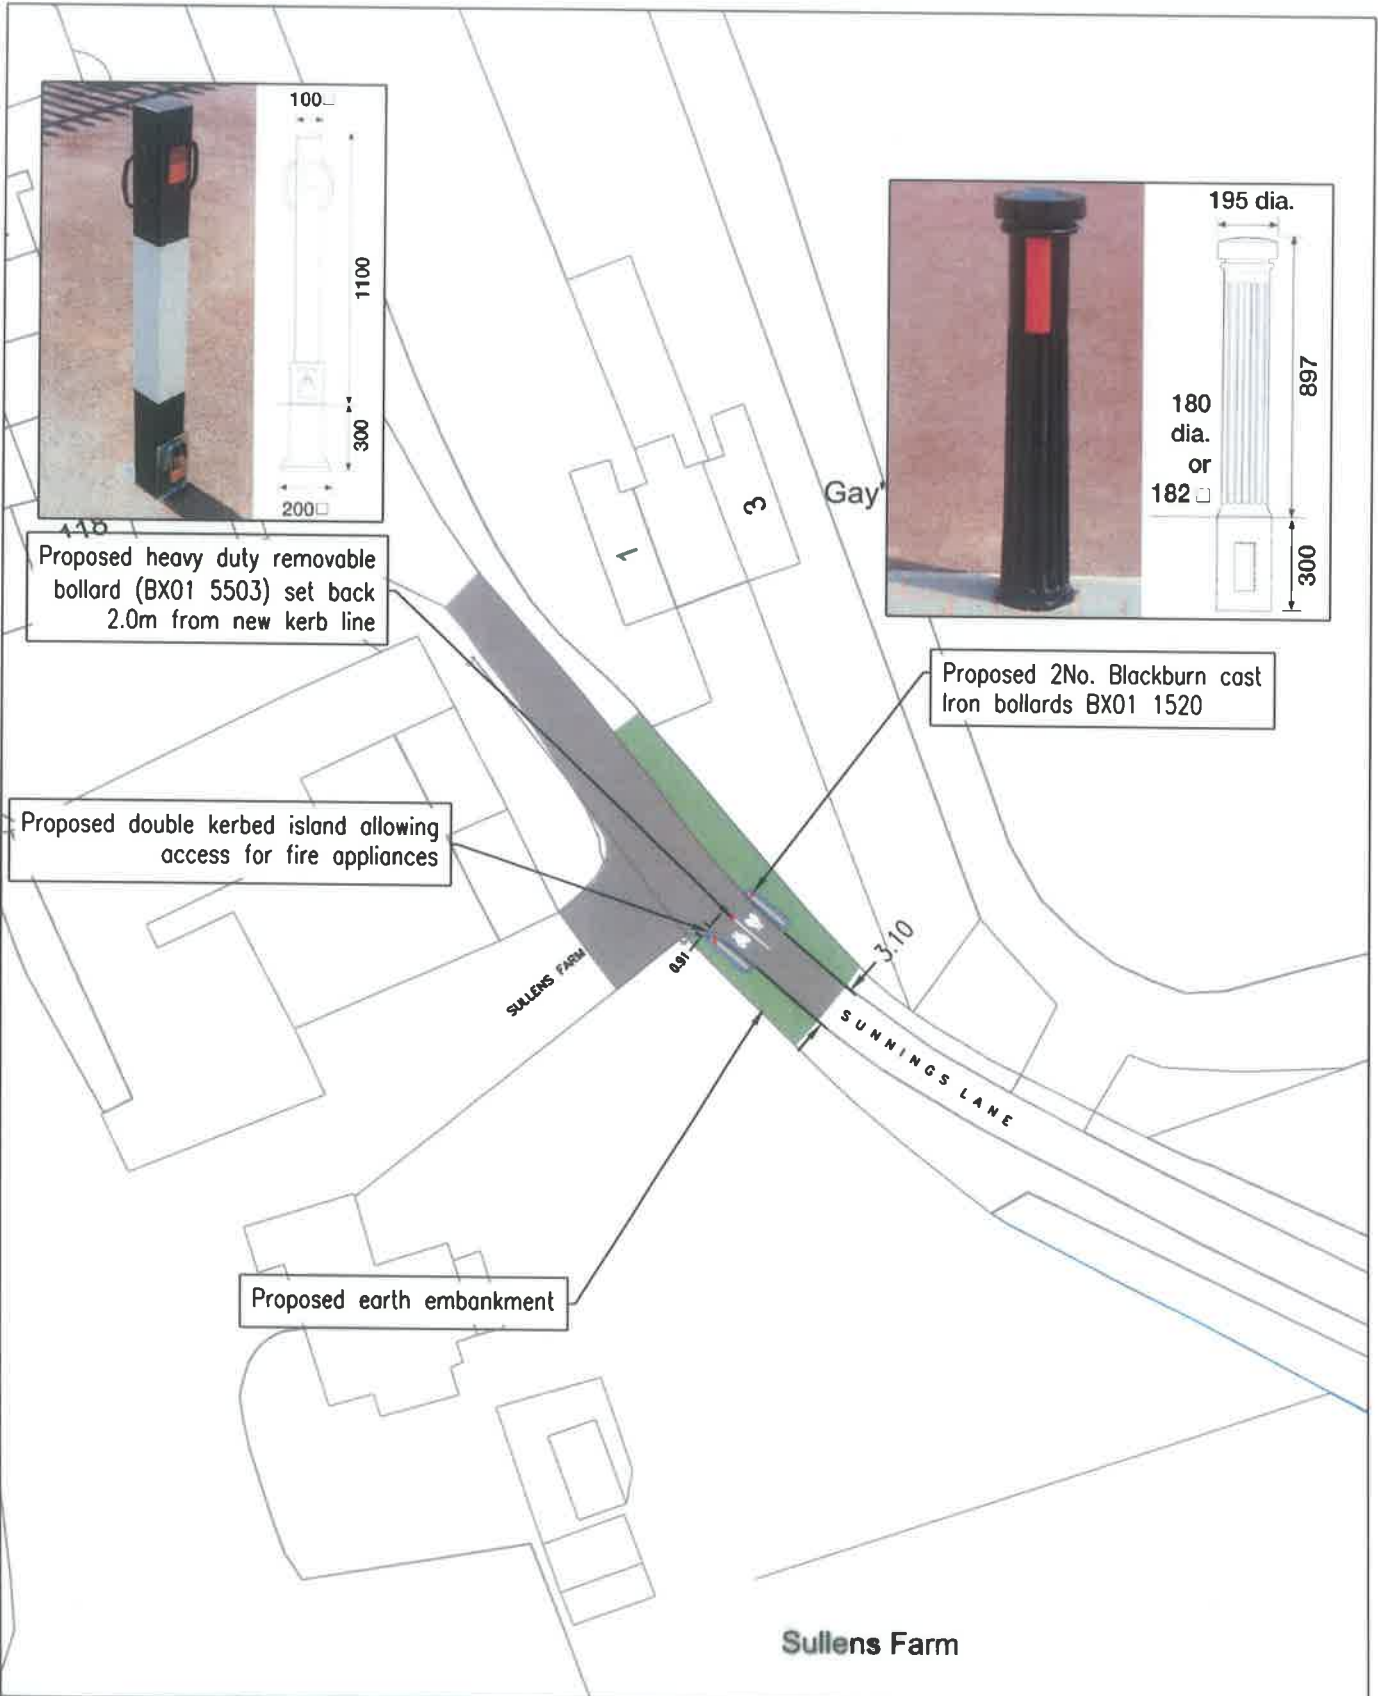 100□
1100
300
200□
195 dia.
897
180
dia.
or
182 □
300
118
Proposed heavy duty removable
bollard (BX01 5503) set back
2.0m from new kerb line
1
3
Gay
Proposed 2No. Blackburn cast
Iron bollards BX01 1520
Proposed double kerbed island allowing
access for fire appliances
SULLENS FARM
0.91
3.10
SUNNINGS LANE
Proposed earth embankment
Sullens Farm